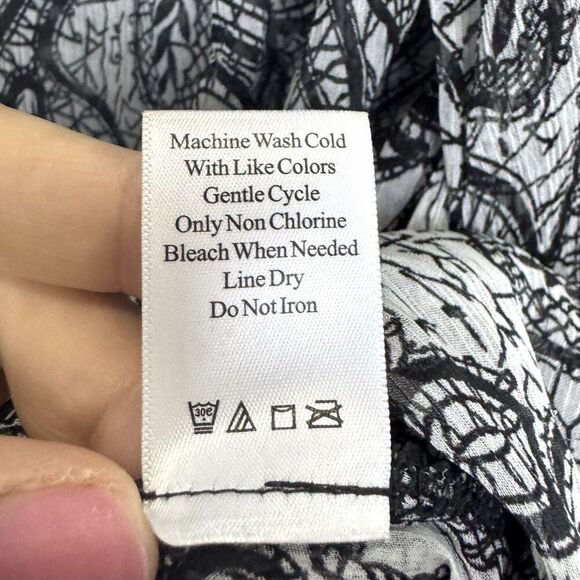 Machine Wash Cold
With Like Colors
Gentle Cycle
Only Non Chlorine
Bleach When Needed
Line Dry
Do Not Iron